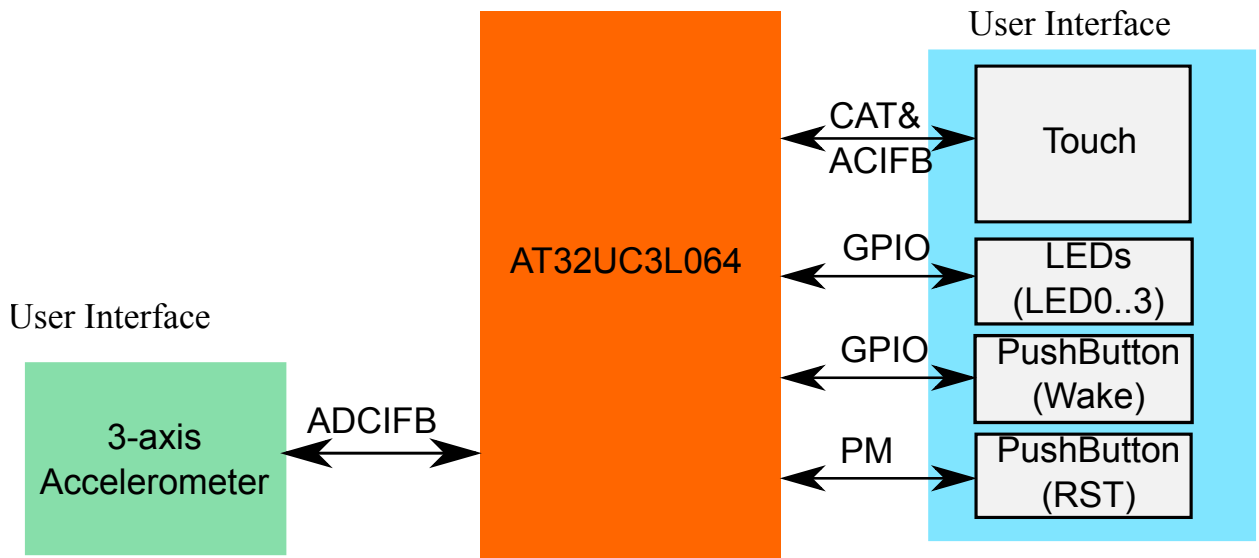 User Interface
CAT&
ACIFB
Touch
GPIO
LEDs
(LED0..3)
AT32UC3L064
User Interface
GPIO
PushButton
(Wake)
ADCIFB
3-axis
Accelerometer
PM
PushButton
(RST)